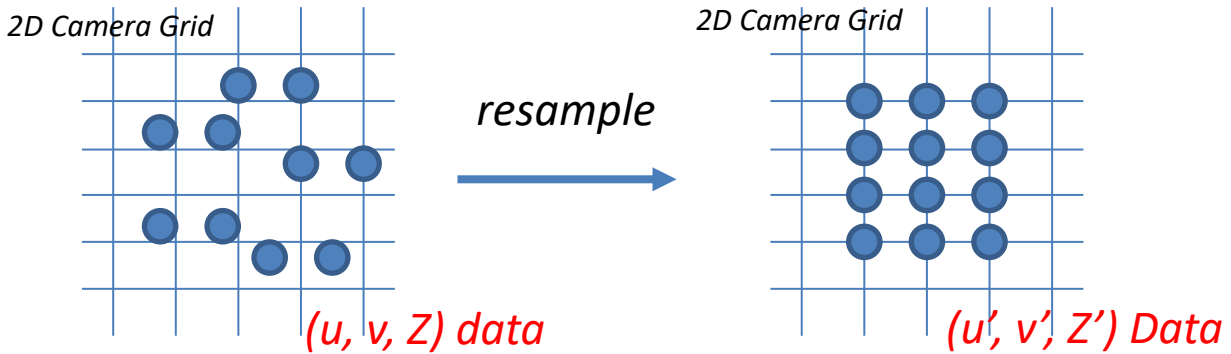 2D Camera Grid
resample
(u, v, Z) data
2D Camera Grid
(u’, v’, Z’) Data